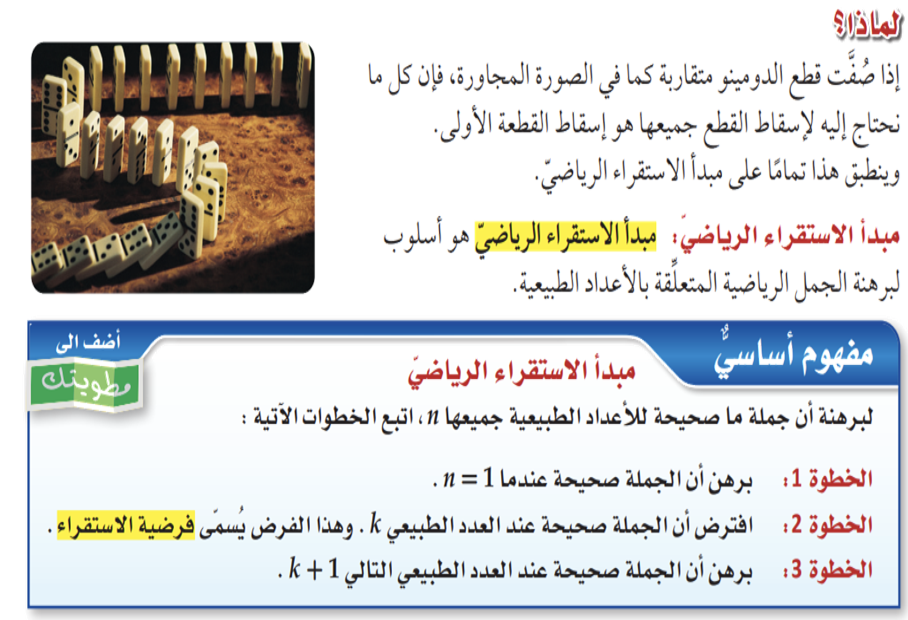 لماذا؟
إذا صُفَّت قطع الدومينو متقاربة كما في الصورة المجاورة، فإن كل ما
نحتاج إليه لإسقاط القطع جميعها هو إسقاط القطعة الأولى.
وينطبق هذا تمامًا على مبدأ الاستقراء الرياضيّ.
مبدأ الاستقراء الرياضيّ: مبدأ الاستقراء الرياضيّ هو أسلوب
لبرهنة الجمل الرياضية المتعلِّقة بالأعداد الطبيعية.
مفهوم أساسيٌّ
أضف الى
مطويتك
مبدأ الاستقراء الرياضيّ
لبرهنة أن جملة ما صحيحة للأعداد الطبيعية جميعها n، اتبع الخطوات الآتية :
الخطوة 1: برهن أن الجملة صحيحة عندما n = 1 .
الخطوة 2: افترض أن الجملة صحيحة عند العدد الطبيعي k . وهذا الفرض يُسمّى فرضية الاستقراء .
الخطوة 3: برهن أن الجملة صحيحة عند العدد الطبيعي التالي k + 1 .